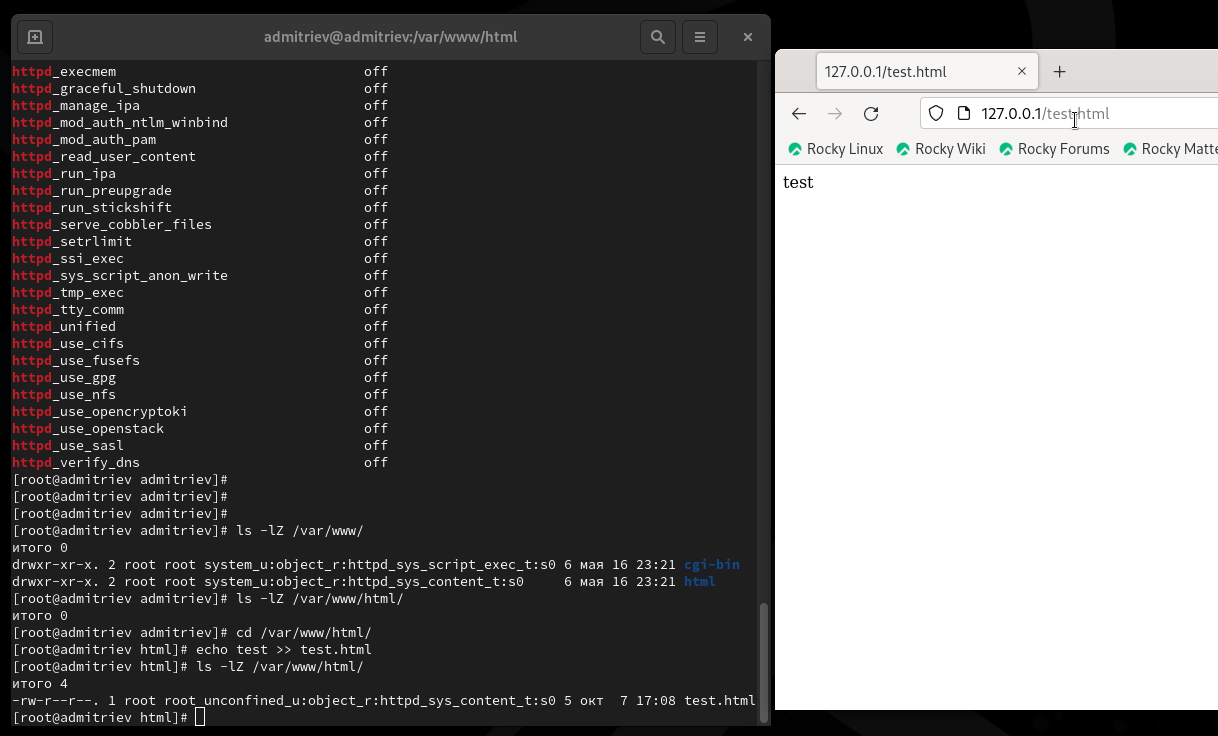 admitriev@admitriev:/var/www/html
httpd_execmem off
httpd_graceful_shutdown off
httpd_manage_ipa off
httpd_mod_auth_ntlm_winbind off
httpd_mod_auth_pam off
httpd_read_user_content off
httpd_run_ipa off
httpd_run_preupgrade off
httpd_run_stickshift off
httpd_serve_cobbler_files off
httpd_setrlimit off
httpd_ssi_exec off
httpd_sys_script_anon_write off
httpd_tmp_exec off
httpd_tty_comm off
httpd_unified off
httpd_use_cifs off
httpd_use_fusefs off
httpd_use_gpg off
httpd_use_nfs off
httpd_use_opencryptoki off
httpd_use_openstack off
httpd_use_sasl off
httpd_verify_dns off
[root@admitriev admitriev]#
[root@admitriev admitriev]#
[root@admitriev admitriev]#
[root@admitriev admitriev]# ls -lZ /var/www/
итого 0
drwxr-xr-x. 2 root root system_u:object_r:httpd_sys_script_exec_t:s0 6 мая 16 23:21 cgi-bin
drwxr-xr-x. 2 root root system_u:object_r:httpd_sys_content_t:s0 6 мая 16 23:21 html
[root@admitriev admitriev]# ls -lZ /var/www/html/
итого 0
[root@admitriev admitriev]# cd /var/www/html/
[root@admitriev html]# echo test >> test.html
[root@admitriev html]# ls -lZ /var/www/html/
итого 4
-rw-r--r--. 1 root root unconfined_u:object_r:httpd_sys_content_t:s0 5 окт 7 17:08 test.html
[root@admitriev html]#
127.0.0.1/test.html
127.0.0.1/test.html
Rocky Linux Rocky Wiki Rocky Forums Rocky Matte
test